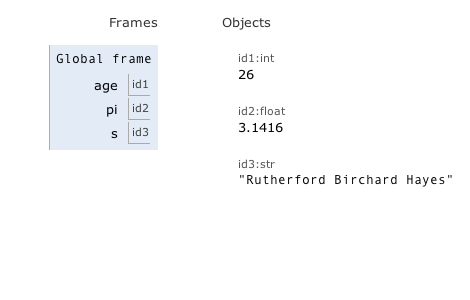 Frames Objects
Global frame
age id1
pi id2
s id3
id1:int
26
id2:float
3.1416
id3:str
"Rutherford Birchard Hayes"